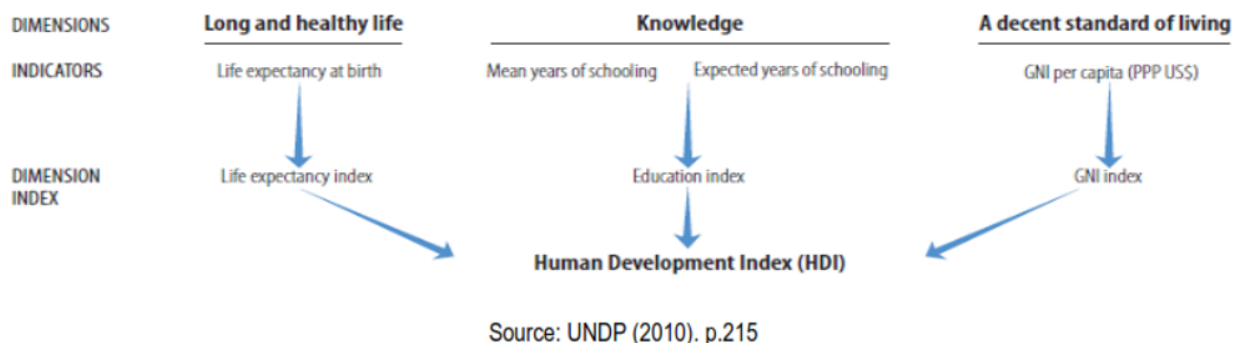 DIMENSIONS Long and healthy life Knowledge A decent standard of living
INDICATORS Life expectancy at birth Mean years of schooling Expected years of schooling GNI per capita (PPP US$)
DIMENSION Life expectancy index Education index GNI index
INDEX
Human Development Index (HDI)
Source: UNDP (2010). p.215